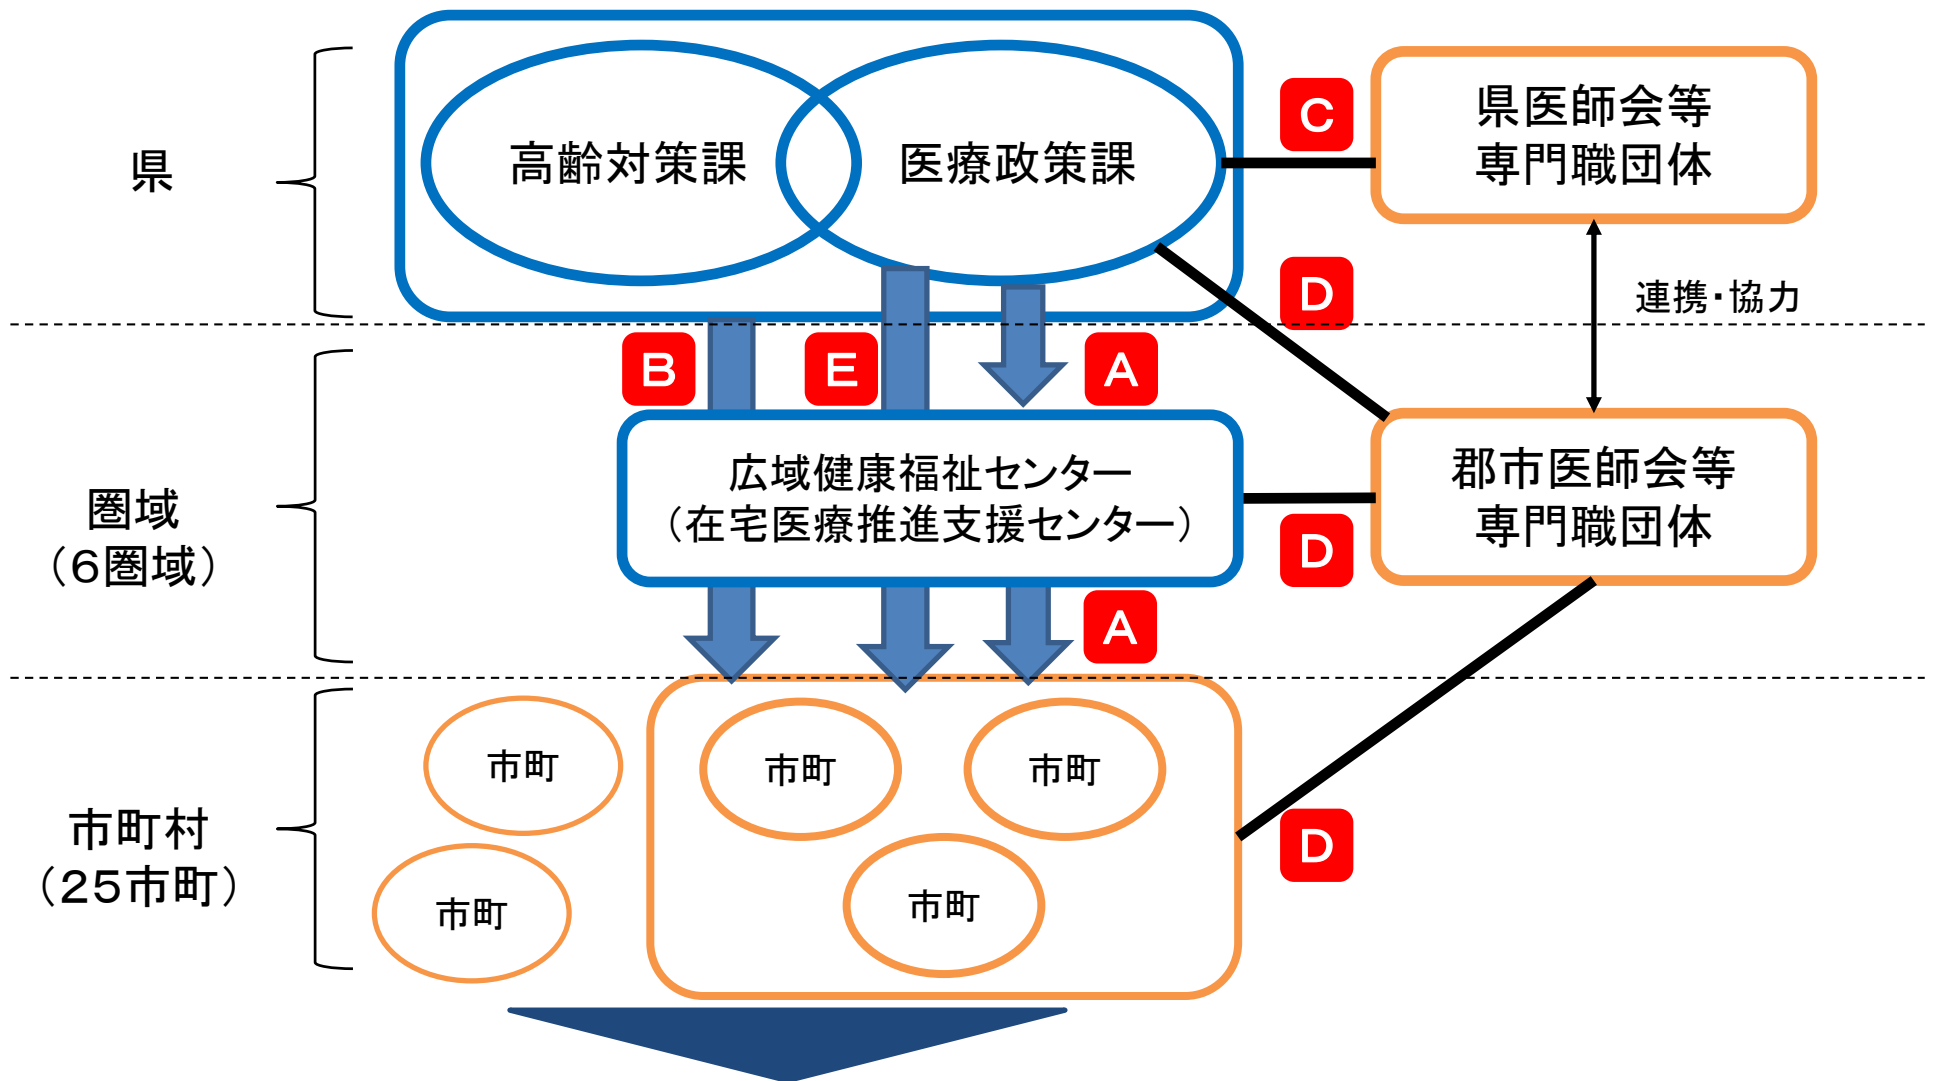 県
高齢対策課
医療政策課
C
県医師会等
専門職団体
D
連携・協力
B
E
A
圏域
（6圏域）
広域健康福祉センター
（在宅医療推進支援センター）
D
郡市医師会等
専門職団体
A
市町村
（25市町）
市町
市町
市町
市町
市町
D